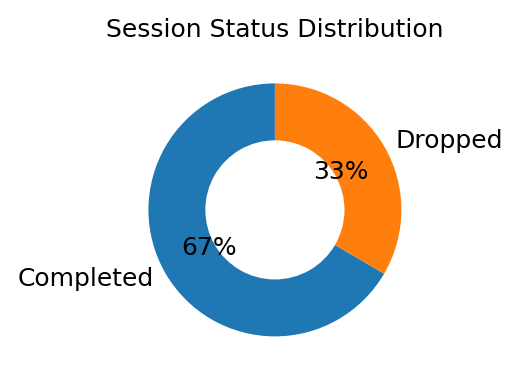 Session Status Distribution
Dropped
33%
67%
Completed